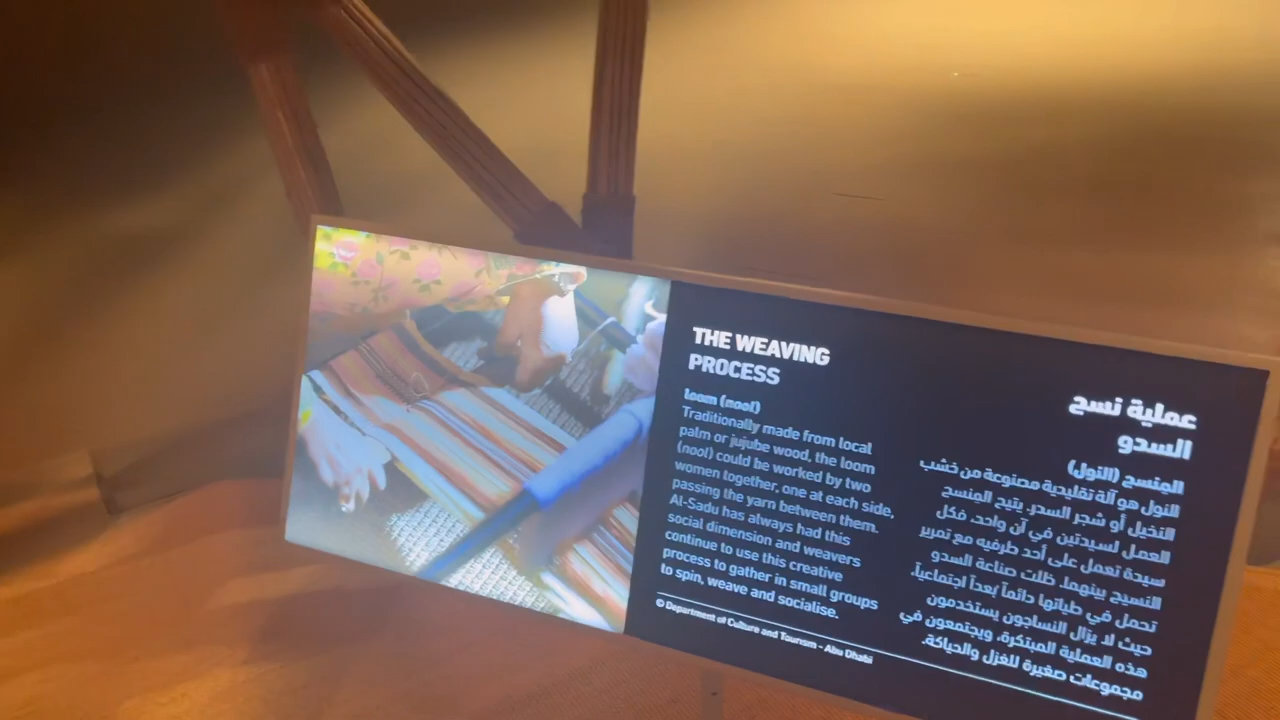 THE WEAVING
PROCESS
loom (nool)
Traditionally made from local
palm or jujube wood, the loom
(nool) could be worked by two
women together, one at each side,
passing the yarn between them.
Al-Sadu has always had this
social dimension and weavers
continue to use this creative
process to gather in small groups
to spin, weave and socialise.
© Department of Culture and Tourism - Abu Dhabi
عملية نسج
السدو
المنسج (النول)
النول هو آلة تقليدية مصنوعة من خشب
النخيل أو شجر السدر. يتيح المنسج
العمل لسيدتين في آن واحد، فكل
سيدة تعمل على أحد طرفيه مع تمرير
النسيج بينهما. ظلت صناعة السدو
تحمل في طياتها دائماً بُعداً اجتماعياً،
حيث لا يزال النساجون يستخدمون
هذه العملية المبتكرة، ويجتمعون في
مجموعات صغيرة للغزل والحياكة.